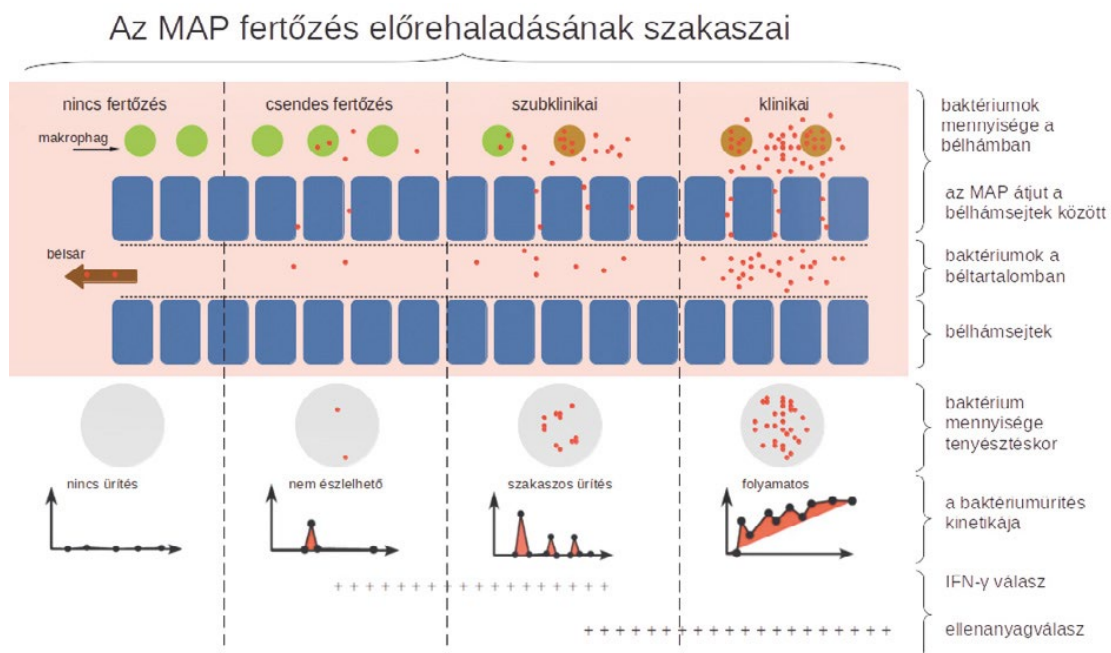 Az MAP fertőzés előrehaladásának szakaszai
nincs fertőzés
csendes fertőzés
szubklinikai
klinikai
makrophag
baktériumok
mennyisége a
bélhámban
az MAP átjut a
bélhámsejtek között
bélsár
baktériumok a
béltartalomban
bélhámsejtek
baktérium
mennyisége
tenyésztéskor
nincs ürítés
nem észlelhető
szakaszos ürítés
folyamatos
a baktériumürítés
kinetikája
IFN-γ válasz
ellenanyagválasz